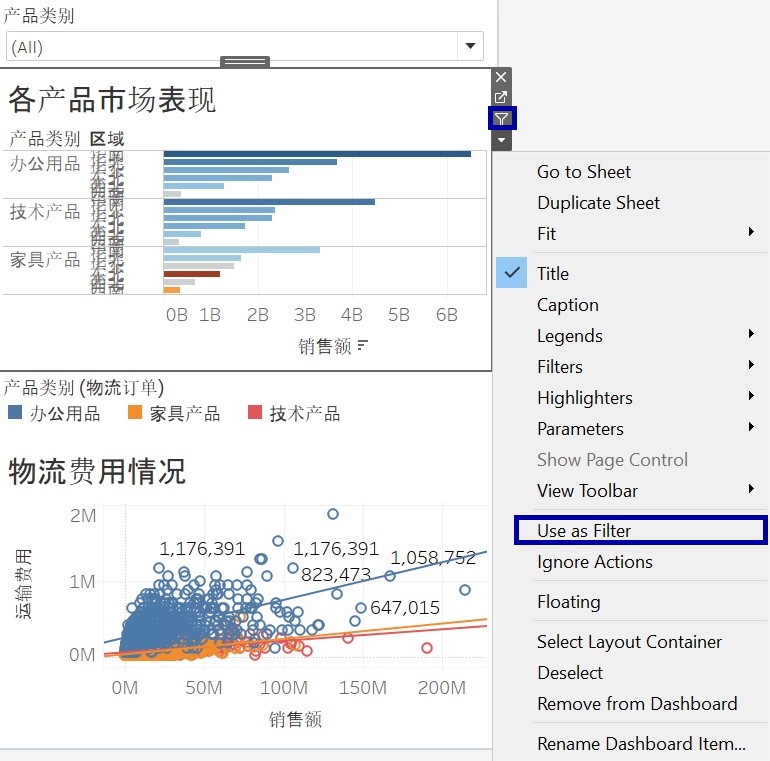 产品类别
(All)
各产品市场表现
产品类别 区域
办公用品
技术产品
家具产品
0B 1B 2B 3B 4B 5B 6B
销售额
产品类别 (物流订单)
办公用品 家具产品 技术产品
物流费用情况
运输费用
2M
1M
0M
1,176,391 1,176,391 1,058,752
823,473
647,015
0M 50M 100M 150M 200M
销售额
Go to Sheet
Duplicate Sheet
Fit
Title
Caption
Legends
Filters
Highlighters
Parameters
Show Page Control
View Toolbar
Use as Filter
Ignore Actions
Floating
Select Layout Container
Deselect
Remove from Dashboard
Rename Dashboard Item...